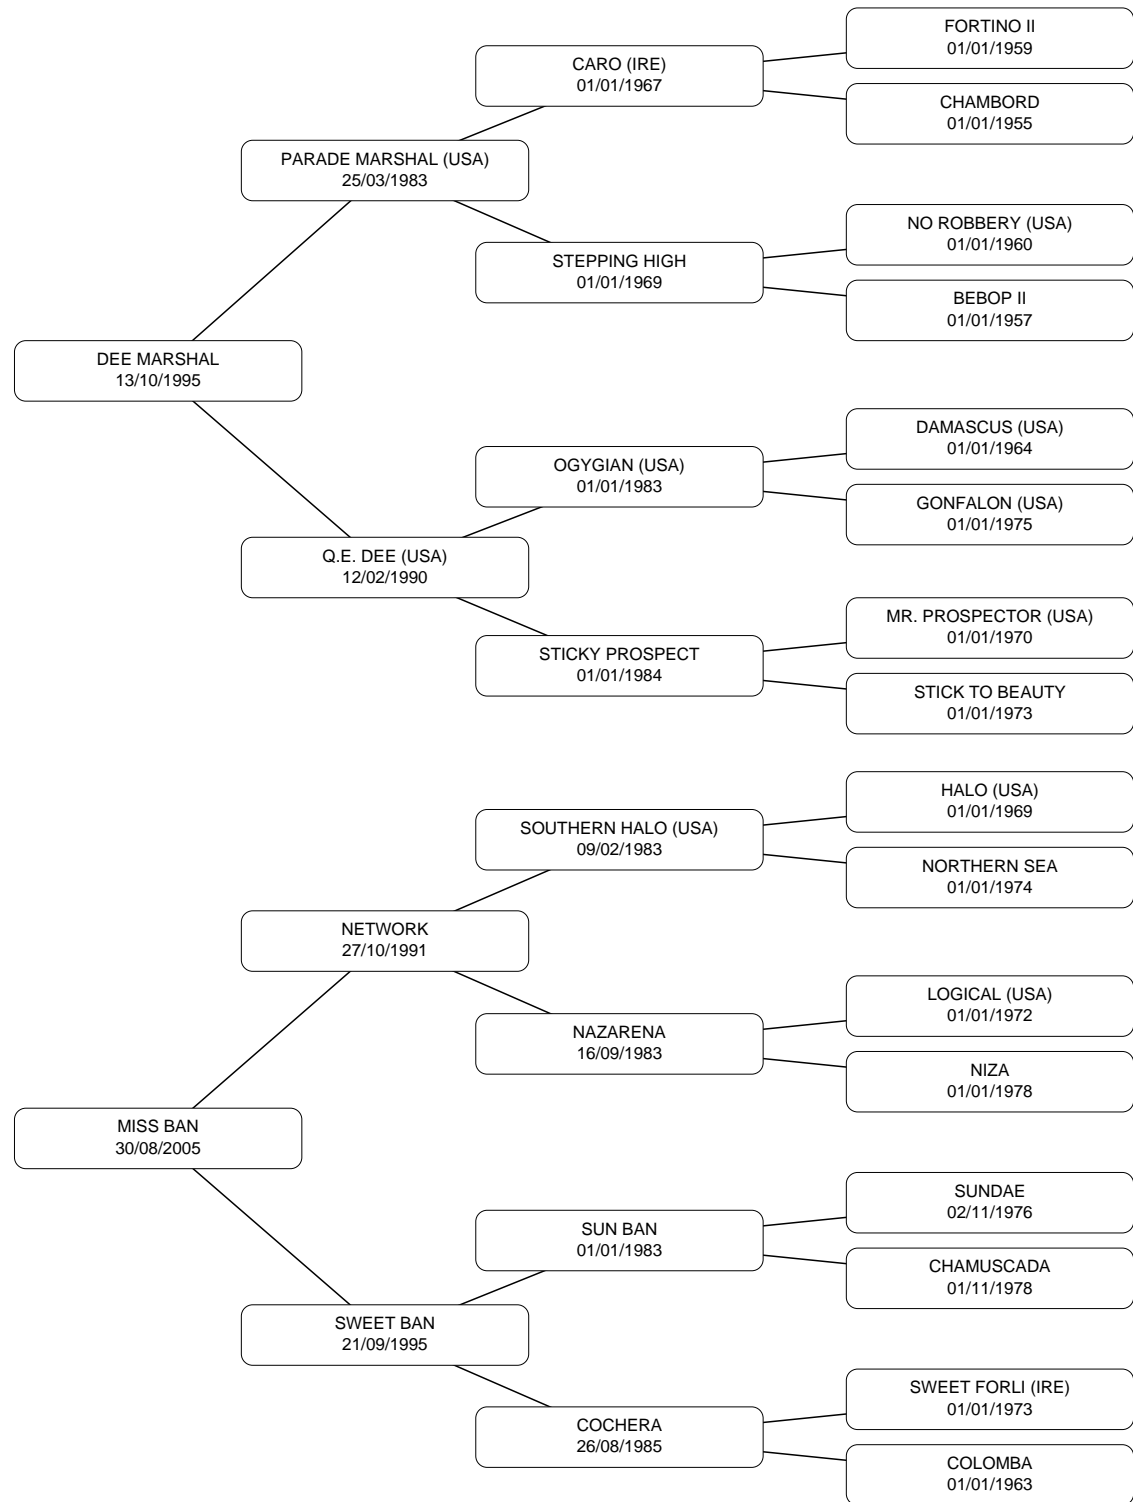 FORTINO II
01/01/1959
CARO (IRE)
01/01/1967
CHAMBORD
01/01/1955
PARADE MARSHAL (USA)
25/03/1983
NO ROBBERY (USA)
01/01/1960
STEPPING HIGH
01/01/1969
BEBOP II
01/01/1957
DEE MARSHAL
13/10/1995
DAMASCUS (USA)
01/01/1964
OGYGIAN (USA)
01/01/1983
GONFALON (USA)
01/01/1975
Q.E. DEE (USA)
12/02/1990
MR. PROSPECTOR (USA)
01/01/1970
STICKY PROSPECT
01/01/1984
STICK TO BEAUTY
01/01/1973
HALO (USA)
01/01/1969
SOUTHERN HALO (USA)
09/02/1983
NORTHERN SEA
01/01/1974
NETWORK
27/10/1991
LOGICAL (USA)
01/01/1972
NAZARENA
16/09/1983
NIZA
01/01/1978
MISS BAN
30/08/2005
SUNDAE
02/11/1976
SUN BAN
01/01/1983
CHAMUSCADA
01/11/1978
SWEET BAN
21/09/1995
SWEET FORLI (IRE)
01/01/1973
COCHERA
26/08/1985
COLOMBA
01/01/1963